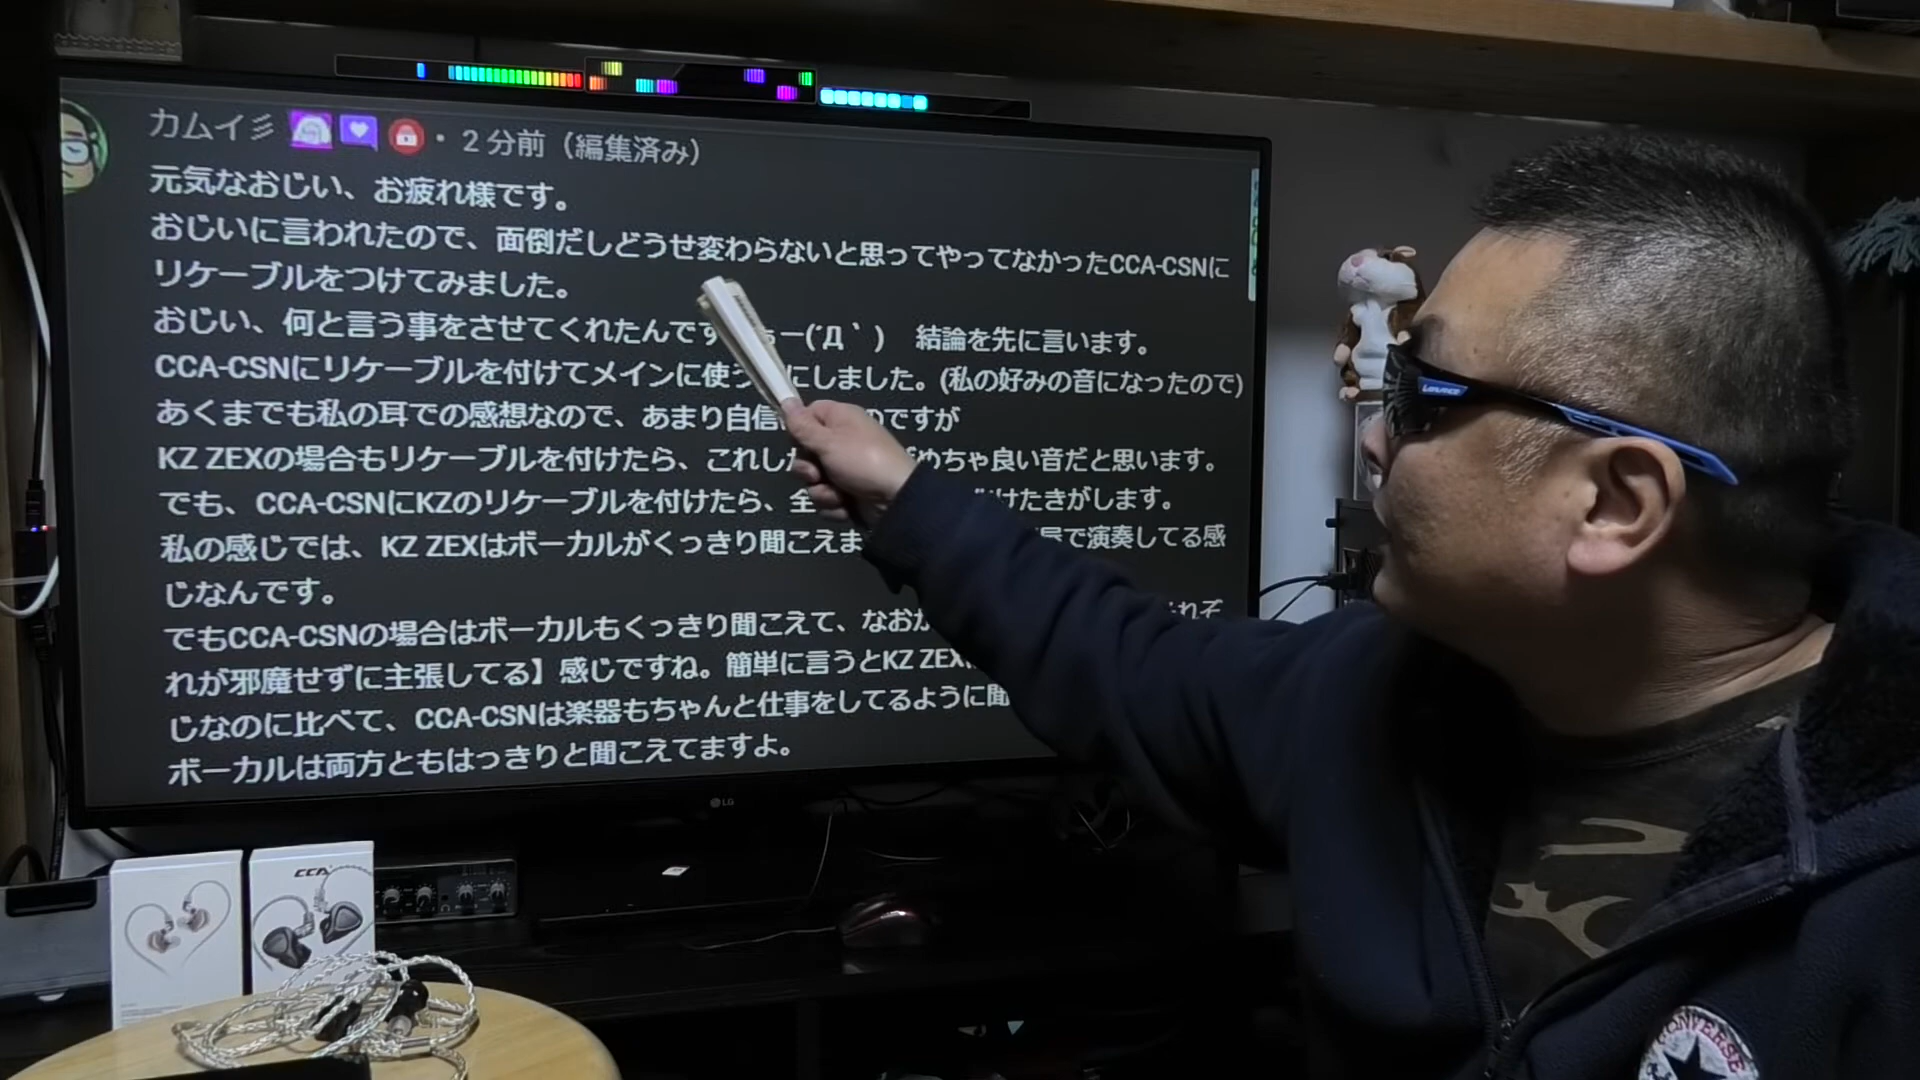 カムイ彡 • 2分前（編集済み）
元気なおじい、お疲れ様です。
おじいに言われたので、面倒だしどうせ変わらないと思ってやってなかったCCA-CSNに
リケーブルをつけてみました。
おじい、何と言う事をさせてくれたんです ー(´Д｀)　結論を先に言います。
CCA-CSNにリケーブルを付けてメインに使う にしました。(私の好みの音になったので)
あくまでも私の耳での感想なので、あまり自信 のですが
KZ ZEXの場合もリケーブルを付けたら、これした めちゃ良い音だと思います。
でも、CCA-CSNにKZのリケーブルを付けたら、全 けたきがします。
私の感じでは、KZ ZEXはボーカルがくっきり聞こえま で演奏してる感
じなんです。
でもCCA-CSNの場合はボーカルもくっきり聞こえて、なおか れぞ
れが邪魔せずに主張してる】感じですね。簡単に言うとKZ ZEX
じなのに比べて、CCA-CSNは楽器もちゃんと仕事をしてるように聞
ボーカルは両方ともはっきりと聞こえてますよ。
LG
CCA
CONVERSE